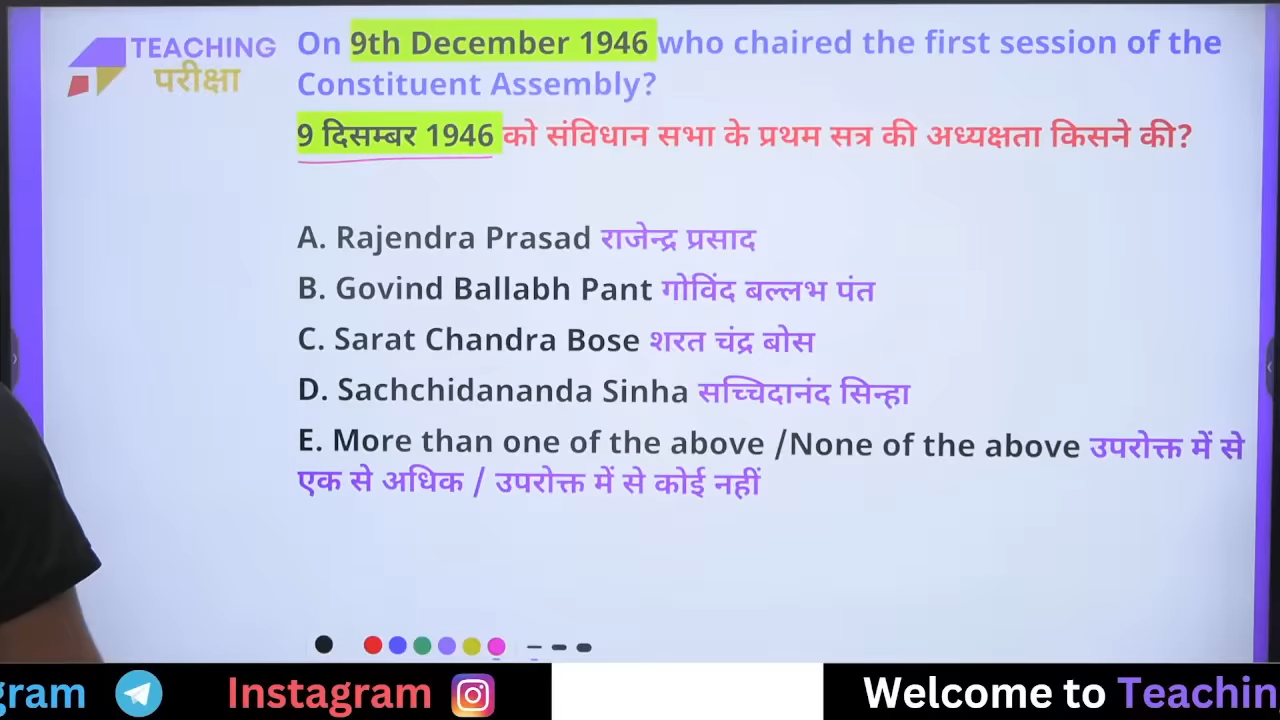 TEACHING
परीक्षा
On 9th December 1946 who chaired the first session of the
Constituent Assembly?
9 दिसम्बर 1946 को संविधान सभा के प्रथम सत्र की अध्यक्षता किसने की?
A. Rajendra Prasad राजेन्द्र प्रसाद
B. Govind Ballabh Pant गोविंद बल्लभ पंत
C. Sarat Chandra Bose शरत चंद्र बोस
D. Sachchidananda Sinha सच्चिदानंद सिन्हा
E. More than one of the above /None of the above उपरोक्त में से
एक से अधिक / उपरोक्त में से कोई नहीं
gram Instagram Welcome to Teachin